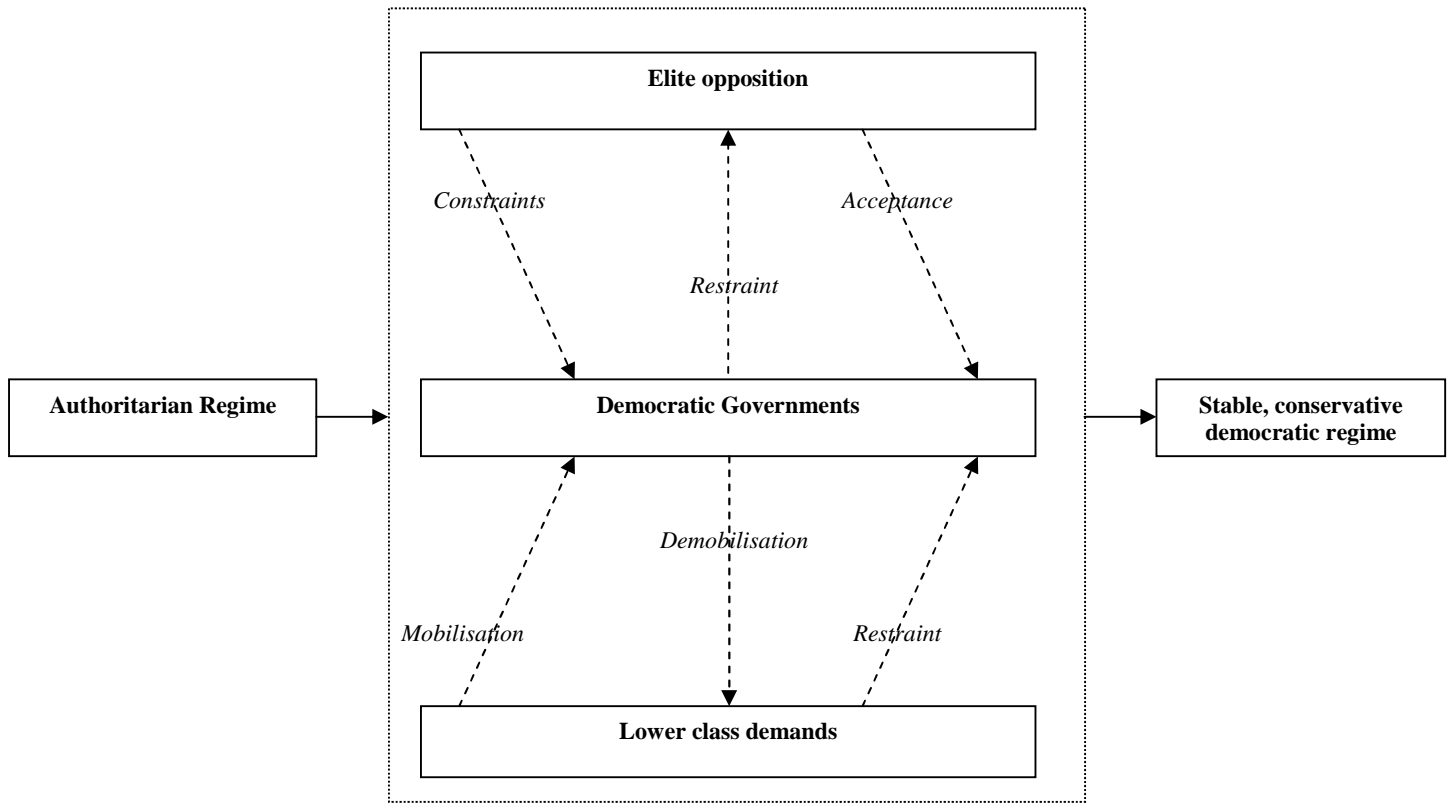 Elite opposition
Constraints
Acceptance
Restraint
Authoritarian Regime
Democratic Governments
Stable, conservative
democratic regime
Demobilisation
Mobilisation
Restraint
Lower class demands